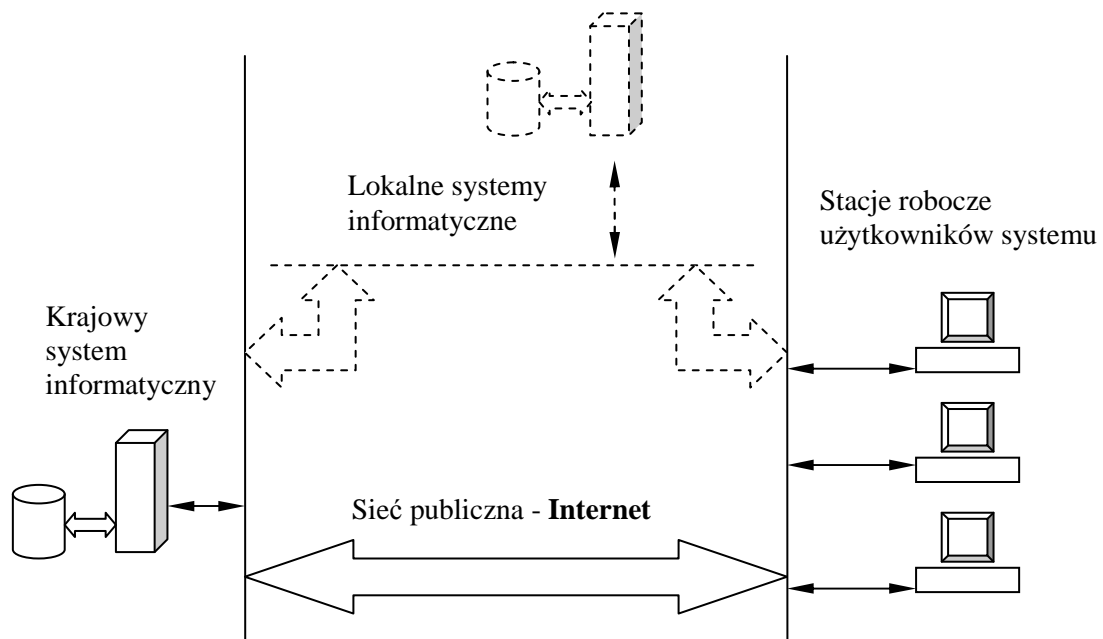 Lokalne systemy
informatyczne
Stacje robocze
użytkowników systemu
Krajowy
system
informatyczny
Sieć publiczna - Internet